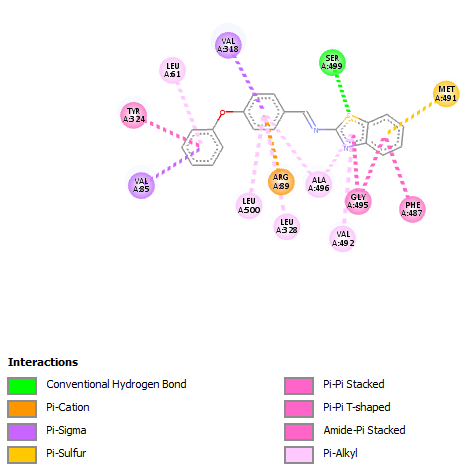 VAL
A:348
SER
A:499
LEU
A:61
MET
A:491
TYR
A:324
O
S
N
N
VAL
A:85
ARG
A:89
ALA
A:496
LEU
A:500
GLY
A:495
PHE
A:487
LEU
A:328
VAL
A:492
Interactions
Conventional Hydrogen Bond
Pi-Cation
Pi-Sigma
Pi-Sulfur
Pi-Pi Stacked
Pi-Pi T-shaped
Amide-Pi Stacked
Pi-Alkyl